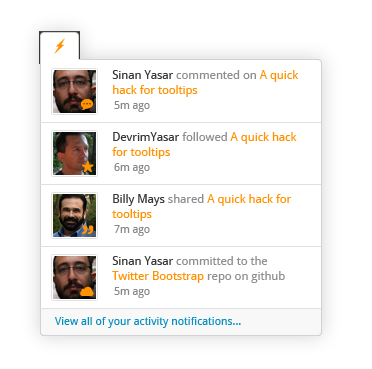 Sinan Yasar commented on A quick
hack for tooltips
5m ago
DevrimYasar followed A quick hack
for tooltips
6m ago
Billy Mays shared A quick hack for
tooltips
7m ago
Sinan Yasar committed to the
Twitter Bootstrap repo on github
5m ago
View all of your activity notifications...